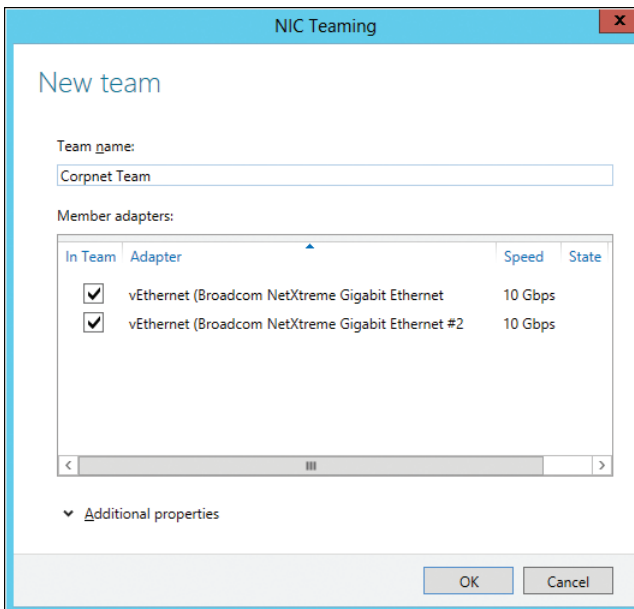 NIC Teaming
x
New team
Team name:
Corpnet Team
Member adapters:
In Team Adapter Speed State
vEthernet (Broadcom NetXtreme Gigabit Ethernet 10 Gbps
vEthernet (Broadcom NetXtreme Gigabit Ethernet #2 10 Gbps
Additional properties
OK Cancel